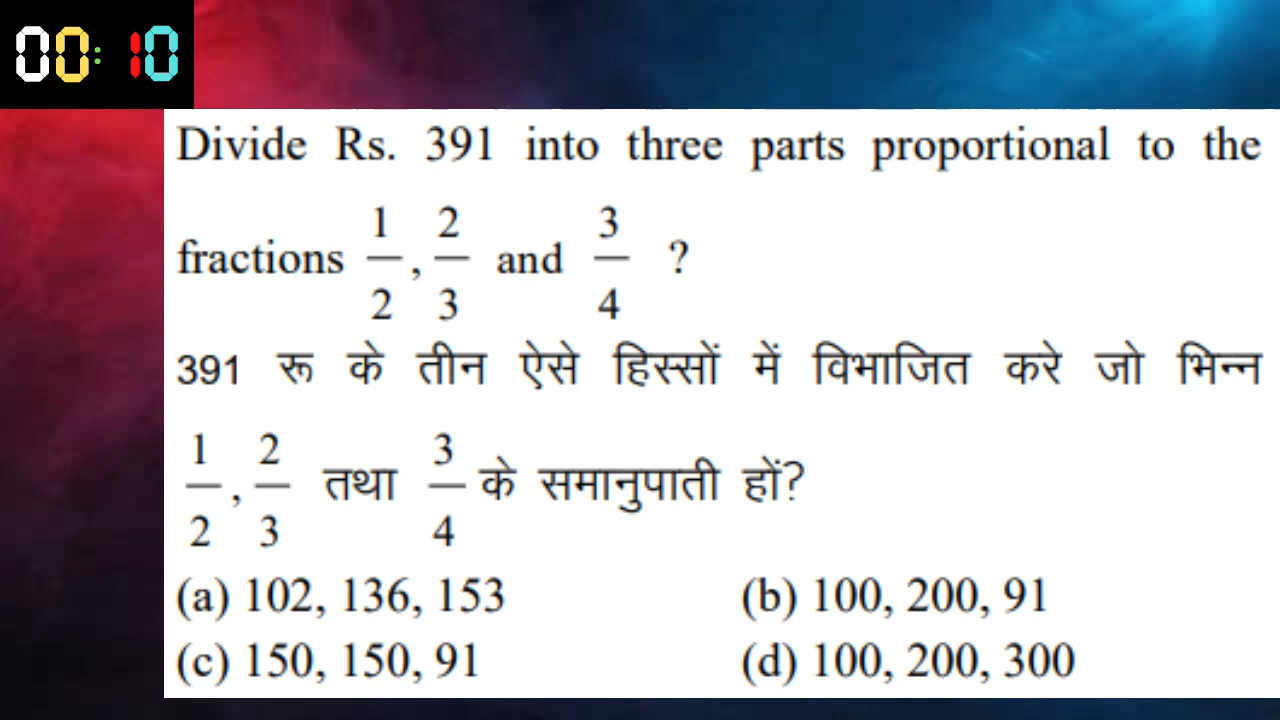 00:10
Divide Rs. 391 into three parts proportional to the
fractions 1/2, 2/3 and 3/4 ?
391 रू के तीन ऐसे हिस्सों में विभाजित करे जो भिन्न
1/2, 2/3 तथा 3/4 के समानुपाती हों?
(a) 102, 136, 153 (b) 100, 200, 91
(c) 150, 150, 91 (d) 100, 200, 300